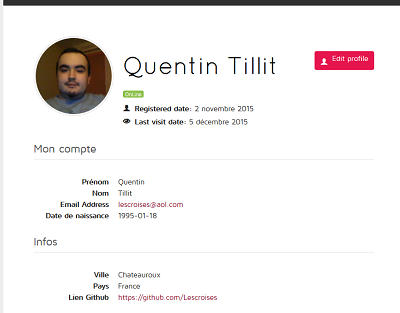 Quentin Tillit
Edit profile
OnLine
Registered date: 2 novembre 2015
Last visit date: 5 décembre 2015
Mon compte
Prénom Quentin
Nom Tillit
Email Address lescroises@aol.com
Date de naissance 1995-01-18
Infos
Ville Chateauroux
Pays France
Lien Github https://github.com/Lescroises